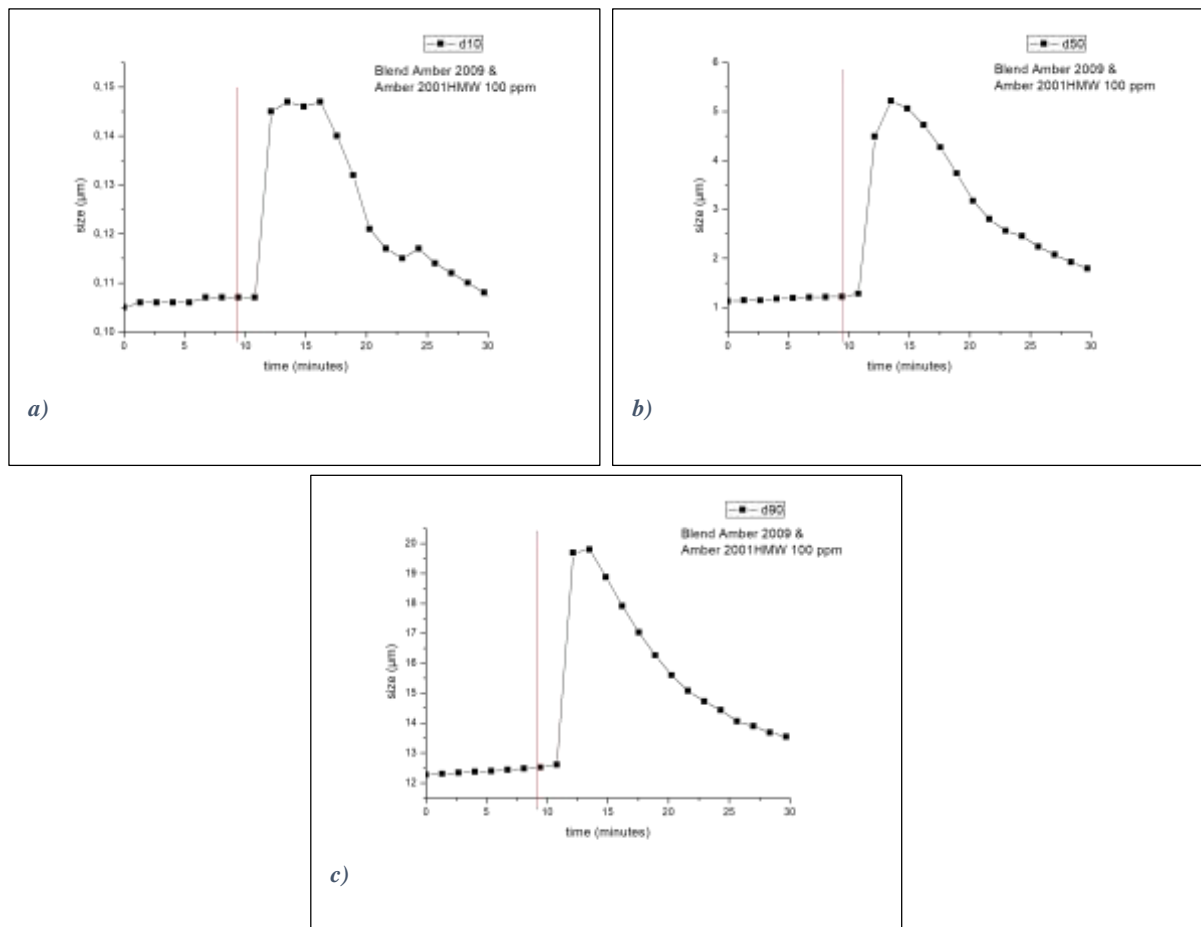 d10
Blend Amber 2009 &
Amber 2001HMW 100 ppm
0,15
0,14
0,13
0,12
0,11
0,10
size (µm)
0 5 10 15 20 25 30
time (minutes)
a)
d50
Blend Amber 2009 &
Amber 2001HMW 100 ppm
6
5
4
3
2
1
size (µm)
0 5 10 15 20 25 30
time (minutes)
b)
d90
Blend Amber 2009 &
Amber 2001HMW 100 ppm
20
19
18
17
16
15
14
13
12
size (µm)
0 5 10 15 20 25 30
time (minutes)
c)